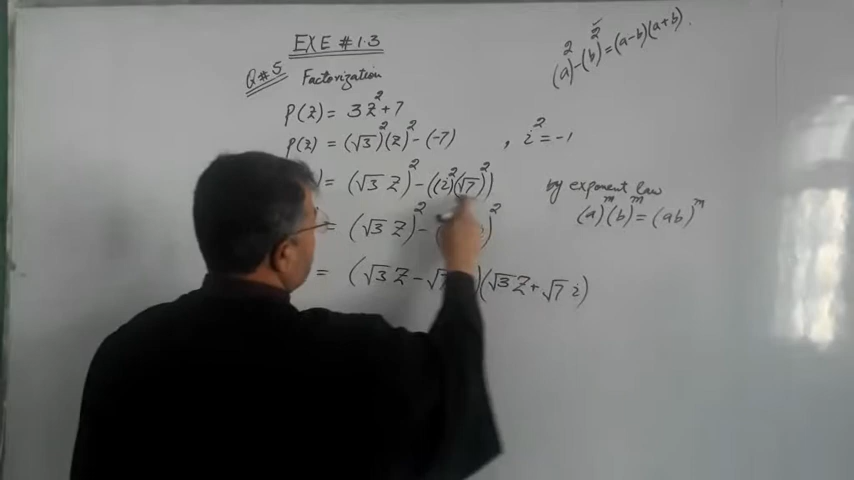 EXE # 1.3
(a)² - (b)² = (a-b)(a+b).
Q#5 Factorization
P(z) = 3z² + 7
P(z) = (√3)²(z)² - (-7) , i² = -1
= (√3 z)² - ((i)²(√7)²)
by exponent law
(a)ᵐ(b)ᵐ = (ab)ᵐ
= (√3 z)² - ( )²
= (√3 z - √7 )(√3 z + √7 i)